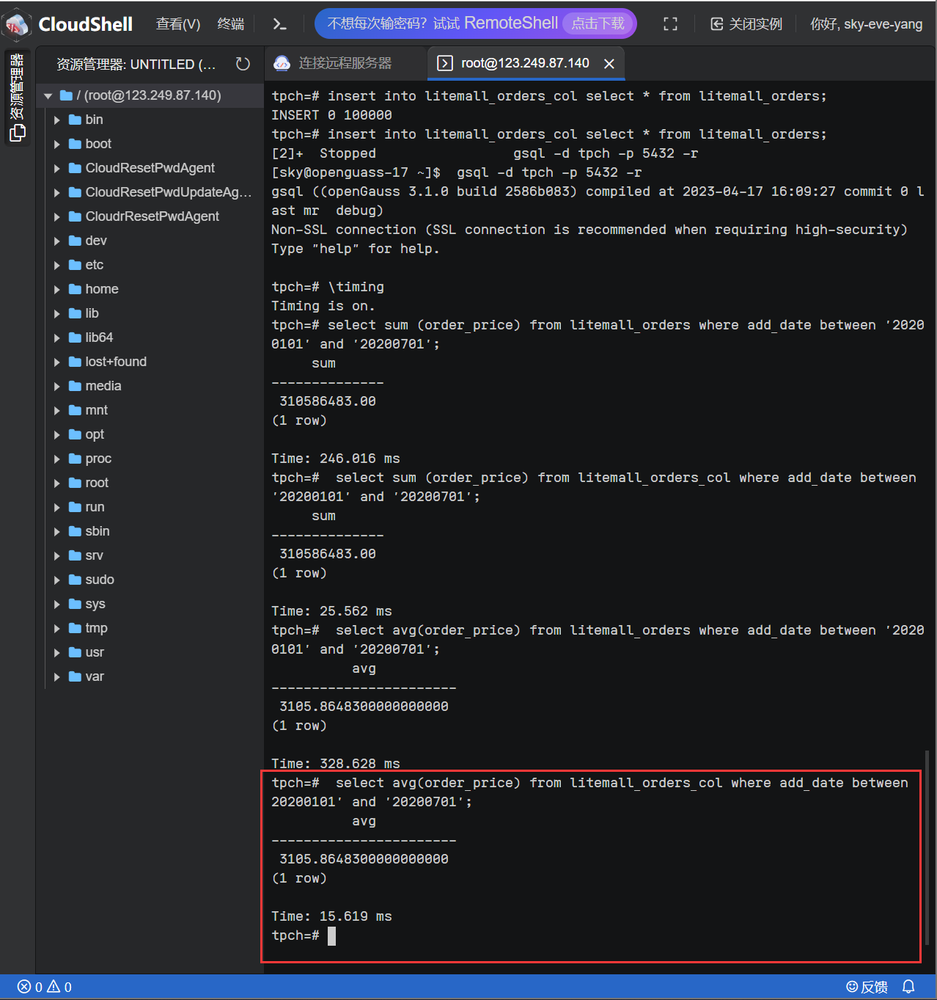 CloudShell 查看(V) 终端 不想每次输密码？试试 RemoteShell 点击下载 关闭实例 你好, sky-eve-yang
资源管理器
资源管理器: UNTITLED (...
/ (root@123.249.87.140)
bin
boot
CloudResetPwdAgent
CloudResetPwdUpdateAg...
CloudrResetPwdAgent
dev
etc
home
lib
lib64
lost+found
media
mnt
opt
proc
root
run
sbin
srv
sudo
sys
tmp
usr
var
连接远程服务器 root@123.249.87.140
tpch=# insert into litemall_orders_col select * from litemall_orders;
INSERT 0 100000
tpch=# insert into litemall_orders_col select * from litemall_orders;
[2]+  Stopped                 gsql -d tpch -p 5432 -r
[sky@openguass-17 ~]$  gsql -d tpch -p 5432 -r
gsql ((openGauss 3.1.0 build 2586b083) compiled at 2023-04-17 16:09:27 commit 0 l
ast mr  debug)
Non-SSL connection (SSL connection is recommended when requiring high-security)
Type "help" for help.
tpch=# \timing
Timing is on.
tpch=# select sum (order_price) from litemall_orders where add_date between '2020
0101' and '20200701';
sum
--------------
310586483.00
(1 row)
Time: 246.016 ms
tpch=#  select sum (order_price) from litemall_orders_col where add_date between
'20200101' and '20200701';
sum
--------------
310586483.00
(1 row)
Time: 25.562 ms
tpch=#  select avg(order_price) from litemall_orders where add_date between '2020
0101' and '20200701';
avg
-----------------------
3105.8648300000000000
(1 row)
Time: 328.628 ms
tpch=#  select avg(order_price) from litemall_orders_col where add_date between
20200101' and '20200701';
avg
-----------------------
3105.8648300000000000
(1 row)
Time: 15.619 ms
tpch=#
0 0 反馈